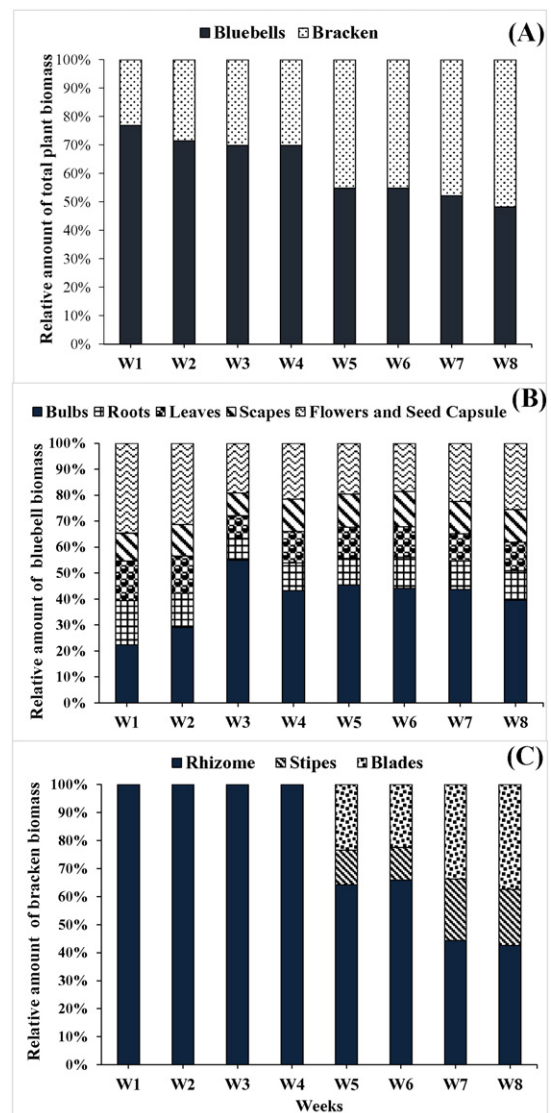 (A)
Bluebells Bracken
Relative amount of total plant biomass
100%
90%
80%
70%
60%
50%
40%
30%
20%
10%
0%
W1 W2 W3 W4 W5 W6 W7 W8
(B)
Bulbs Roots Leaves Scapes Flowers and Seed Capsule
Relative amount of bluebell biomass
100%
90%
80%
70%
60%
50%
40%
30%
20%
10%
0%
W1 W2 W3 W4 W5 W6 W7 W8
(C)
Rhizome Stipes Blades
Relative amount of bracken biomass
100%
90%
80%
70%
60%
50%
40%
30%
20%
10%
0%
W1 W2 W3 W4 W5 W6 W7 W8
Weeks